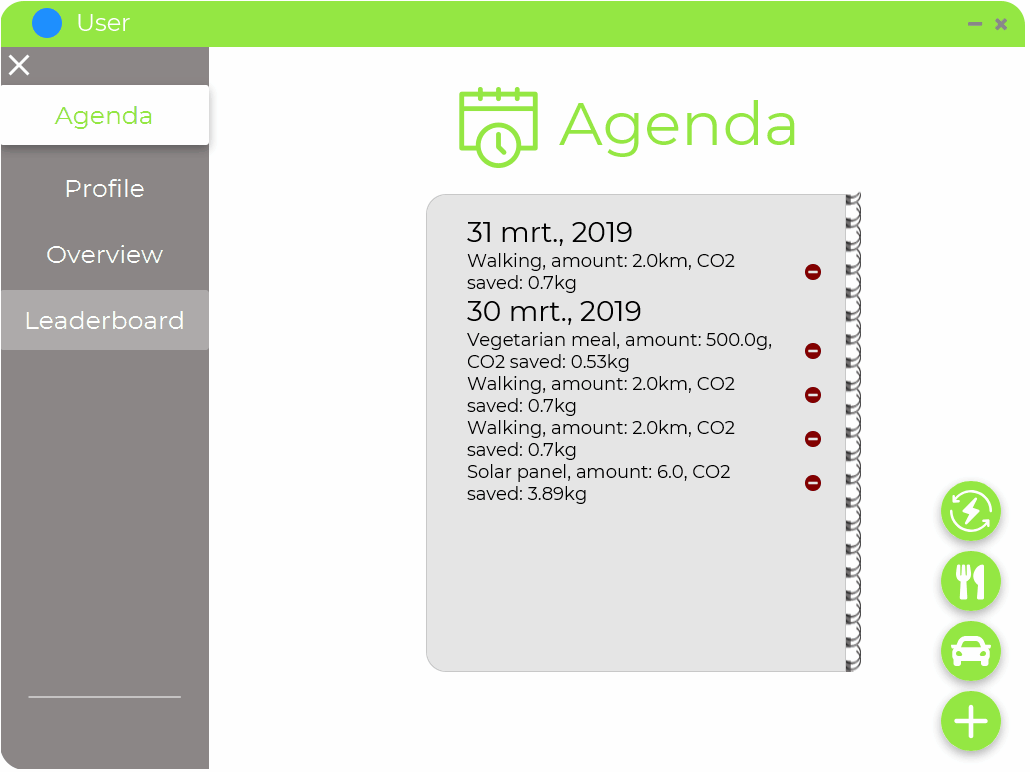 User
Agenda
Profile
Overview
Leaderboard
Agenda
31 mrt., 2019
Walking, amount: 2.0km, CO2
saved: 0.7kg
30 mrt., 2019
Vegetarian meal, amount: 500.0g,
CO2 saved: 0.53kg
Walking, amount: 2.0km, CO2
saved: 0.7kg
Walking, amount: 2.0km, CO2
saved: 0.7kg
Solar panel, amount: 6.0, CO2
saved: 3.89kg